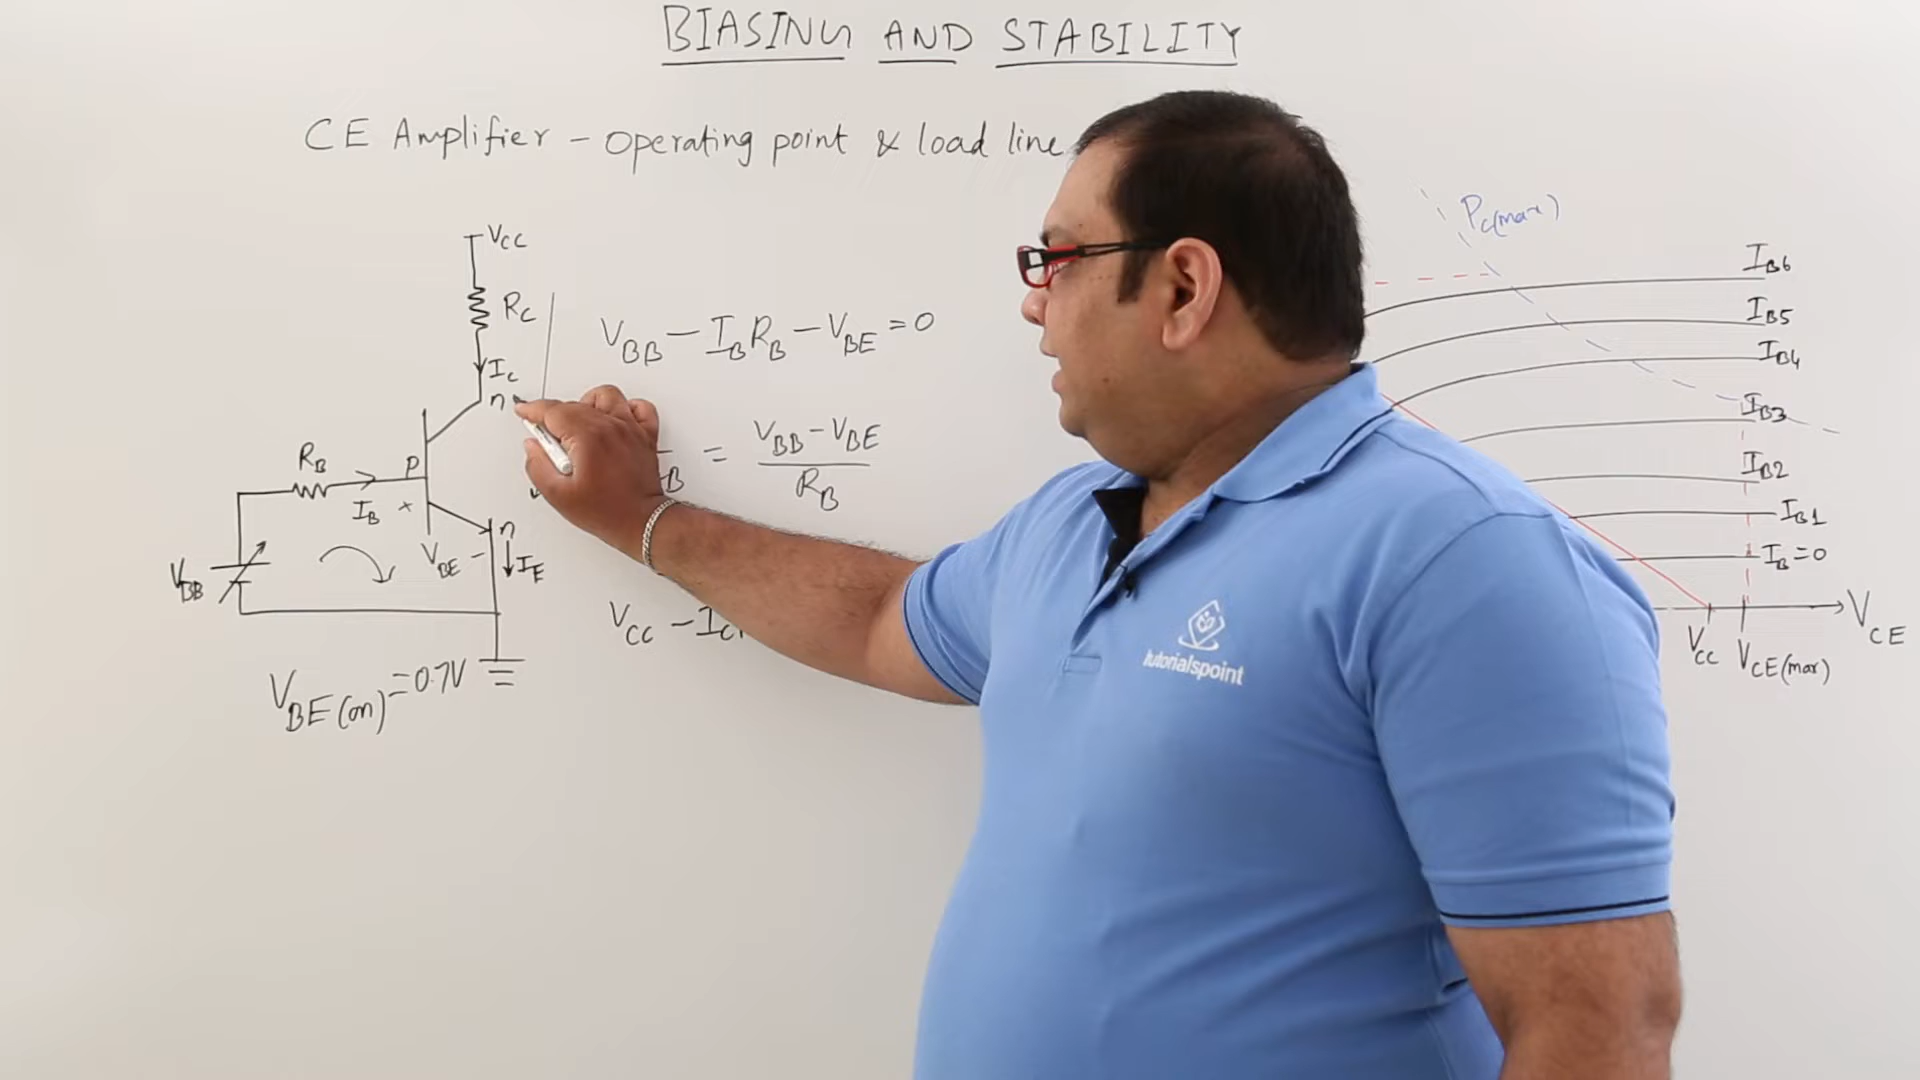 BIASING AND STABILITY
CE Amplifier - Operating point & load line
VCC
RC
IC
n
RB
P
IB
+
VBE -
n
IE
VBB
VBE(on) = 0.7V
VBB - IBRB - VBE = 0
B = VBB - VBE
RB
VCC - IC
PC(max)
IB6
IB5
IB4
IB3
IB2
IB1
IB = 0
VCE
VCC
VCE(max)
tutorialspoint